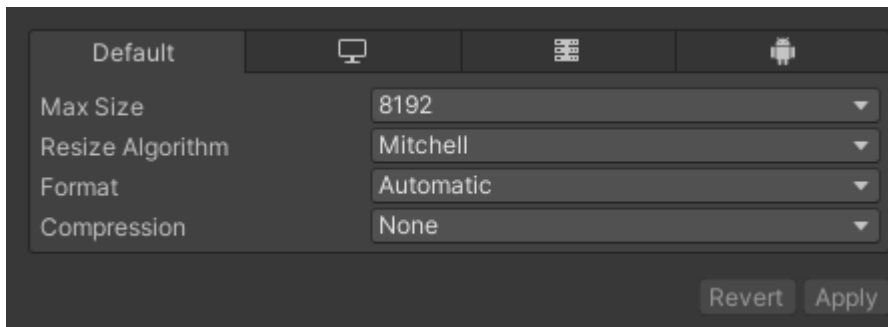 Default
Max Size 8192
Resize Algorithm Mitchell
Format Automatic
Compression None
Revert Apply